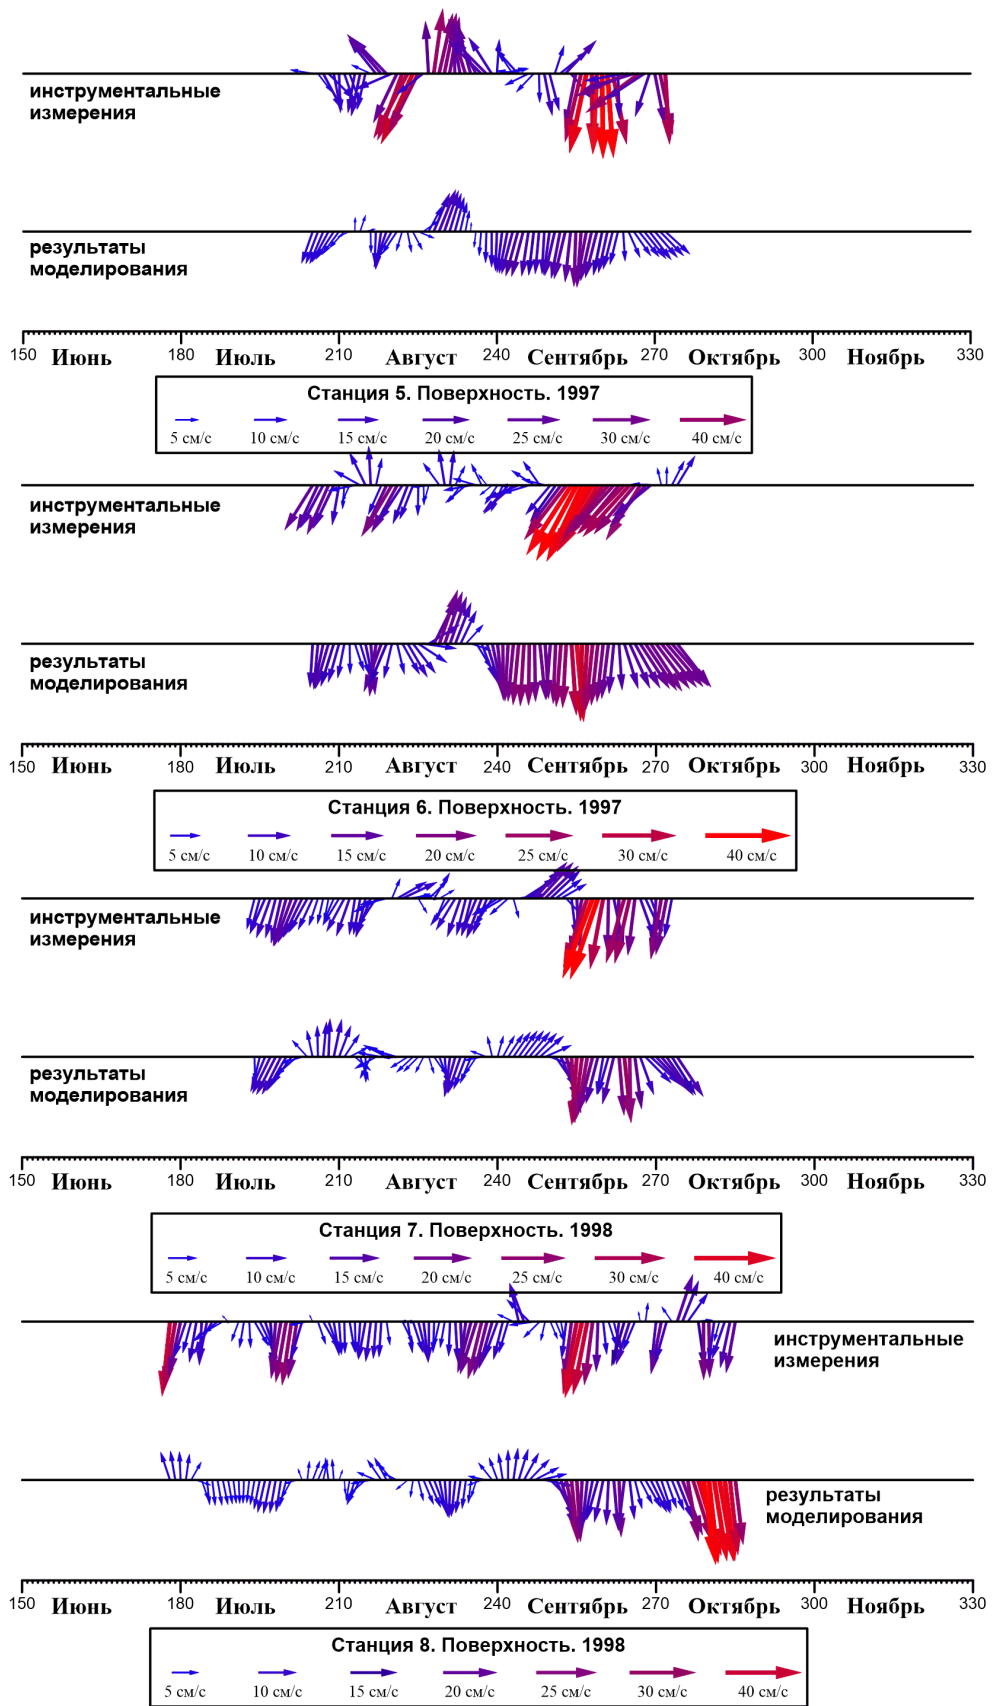 инструментальные
измерения
результаты
моделирования
150 Июнь 180 Июль 210 Август 240 Сентябрь 270 Октябрь 300 Ноябрь 330
Станция 5. Поверхность. 1997
5 см/с 10 см/с 15 см/с 20 см/с 25 см/с 30 см/с 40 см/с
инструментальные
измерения
результаты
моделирования
150 Июнь 180 Июль 210 Август 240 Сентябрь 270 Октябрь 300 Ноябрь 330
Станция 6. Поверхность. 1997
5 см/с 10 см/с 15 см/с 20 см/с 25 см/с 30 см/с 40 см/с
инструментальные
измерения
результаты
моделирования
150 Июнь 180 Июль 210 Август 240 Сентябрь 270 Октябрь 300 Ноябрь 330
Станция 7. Поверхность. 1998
5 см/с 10 см/с 15 см/с 20 см/с 25 см/с 30 см/с 40 см/с
инструментальные
измерения
результаты
моделирования
150 Июнь 180 Июль 210 Август 240 Сентябрь 270 Октябрь 300 Ноябрь 330
Станция 8. Поверхность. 1998
5 см/с 10 см/с 15 см/с 20 см/с 25 см/с 30 см/с 40 см/с